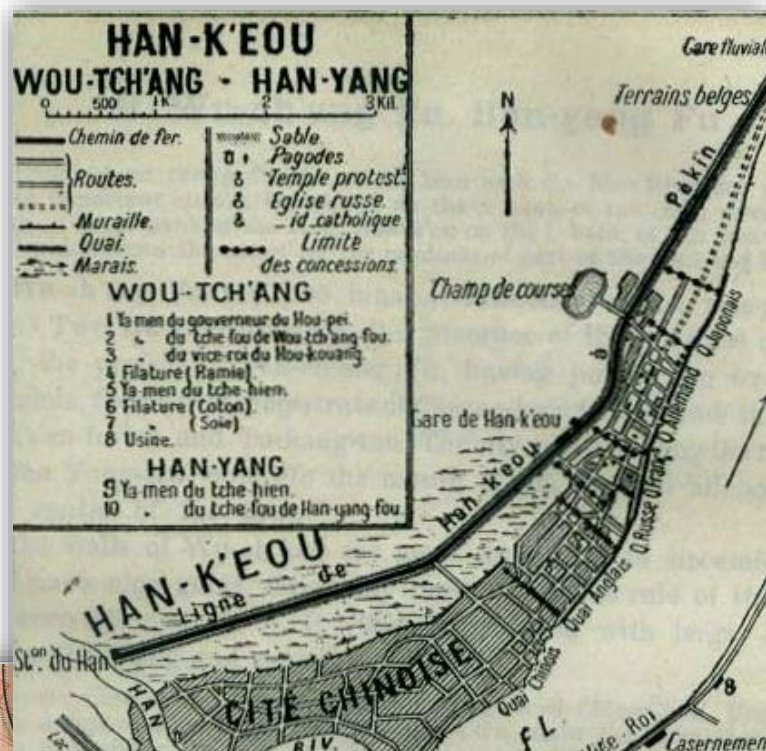 HAN-K'EOU
WOU-TCH'ANG - HAN-YANG
0 500 1K 2 3Kil.
Chemin de fer.
Routes.
Muraille
Quai.
Marais.
Sable.
Pagodes
Temple protest^t
Eglise russe.
_ id_catholique
Limite
des concessions.
WOU-TCH'ANG
1 Ya men du gouverneur du Hou-pei.
2 " du tche-fou de Wou-tch'ang-fou.
3 " du vice-roi du Hou-kouang.
4 Filature (Ramie).
5 Ya-men du tche-hien.
6 Filature (Coton).
7 " (Soie)
8 Usine.
HAN-YANG
9 Ya-men du tche-hien.
10 " du tche-fou de Han-yang-fou.
Gare fluvial
Terrains belges
N
Pékin
Champ de courses
à
Q. Japonais
Q. Allemand
Gare de Han-k'eou
Q. Franç
Q. Russe
Han-keou
Quai Anglais
HAN-K'EOU
Ligne de
St.on du Han
CITÉ CHINOISE
Quai Chinois
HAN
Lac
RIV.
FL.
8
Roi
Casernement